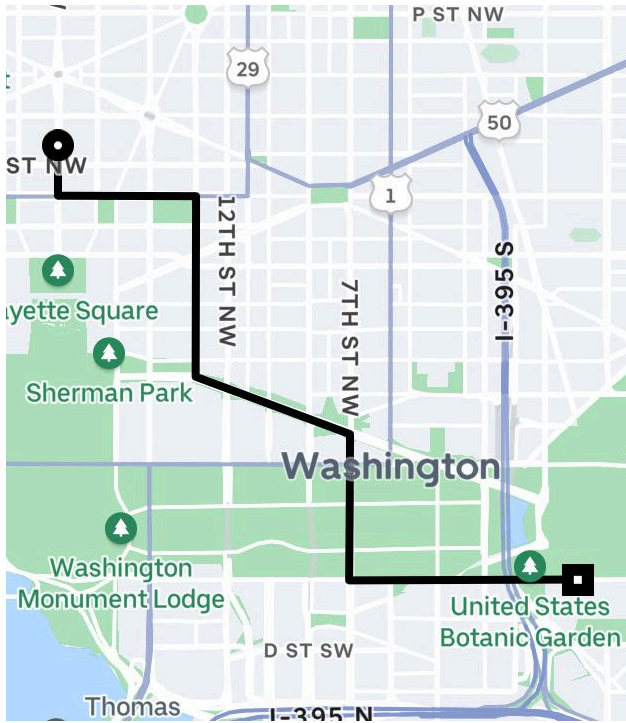 P ST NW
29
t
50
ST NW
1
12TH ST NW
I-395 S
ayette Square
7TH ST NW
Sherman Park
Washington
Washington
Monument Lodge
United States
Botanic Garden
D ST SW
Thomas
I-395 N